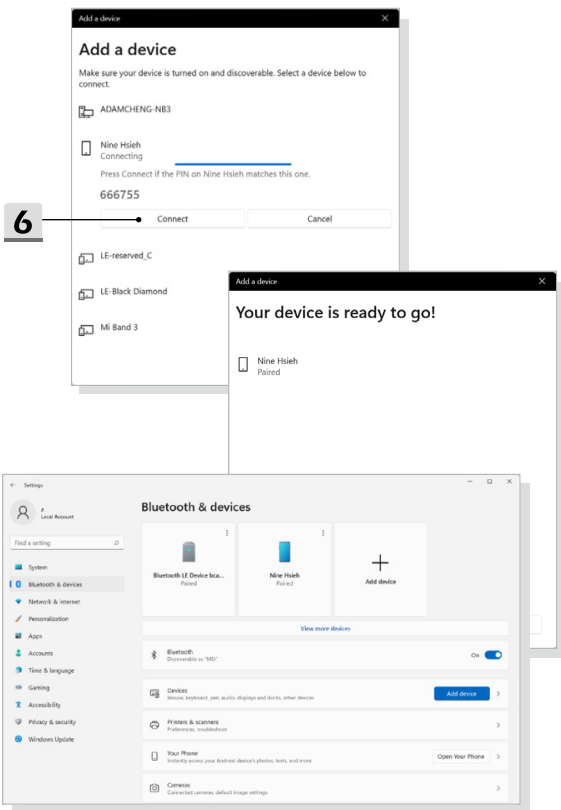 Add a device
Add a device
Make sure your device is turned on and discoverable. Select a device below to
connect.
ADAMCHENG-NB3
Nine Hsieh
Connecting
Press Connect if the PIN on Nine Hsieh matches this one.
666755
6
Connect
Cancel
LE-reserved_C
LE-Black Diamond
Mi Band 3
Add a device
Your device is ready to go!
Nine Hsieh
Paired
Settings
Local Account
Find a setting
System
Bluetooth & devices
Network & internet
Personalization
Apps
Accounts
Time & language
Gaming
Accessibility
Privacy & security
Windows Update
Bluetooth & devices
Bluetooth LE Device bca...
Paired
Nine Hsieh
Paired
Add device
View more devices
Bluetooth
Discoverable as "MSI"
On
Devices
Mouse, keyboard, pen, audio, displays and docks, other devices
Add device
Printers & scanners
Preferences, troubleshoot
Your Phone
Instantly access your Android device's photos, texts, and more
Open Your Phone
Cameras
Connected cameras, default image settings